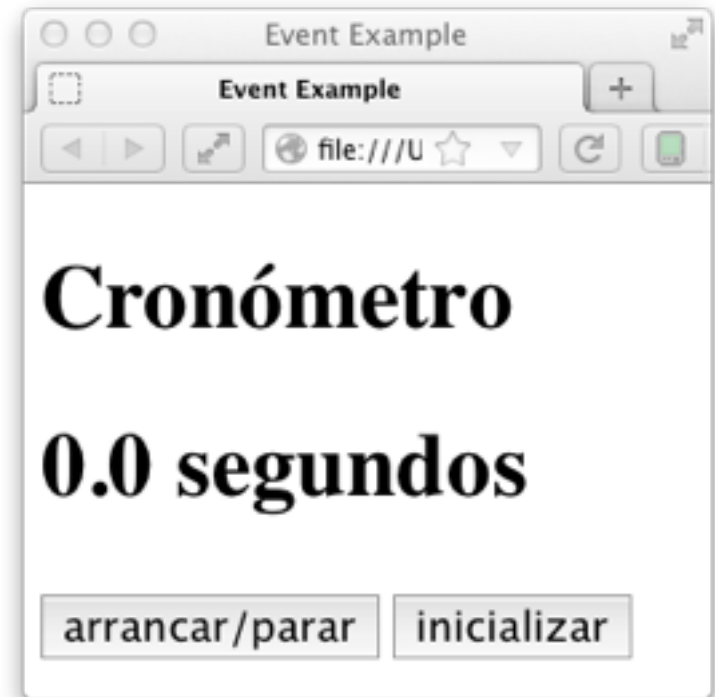 Event Example
Event Example
file:///U
Cronómetro
0.0 segundos
arrancar/parar inicializar